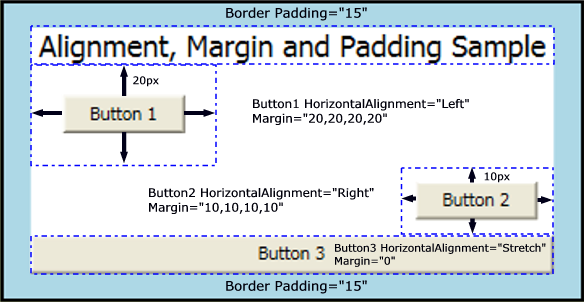 Border Padding="15"
Alignment, Margin and Padding Sample
20px
Button 1
Button1 HorizontalAlignment="Left"
Margin="20,20,20,20"
Button2 HorizontalAlignment="Right"
Margin="10,10,10,10"
10px
Button 2
Button 3
Button3 HorizontalAlignment="Stretch"
Margin="0"
Border Padding="15"